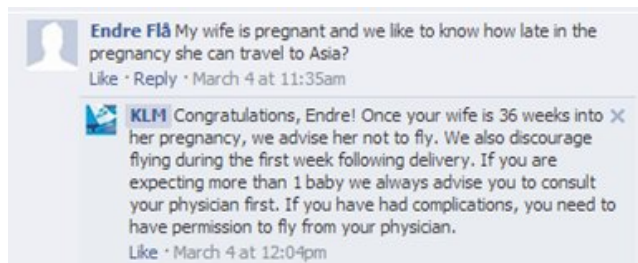 Endre Flå My wife is pregnant and we like to know how late in the
pregnancy she can travel to Asia?
Like · Reply · March 4 at 11:35am
KLM Congratulations, Endre! Once your wife is 36 weeks into
her pregnancy, we advise her not to fly. We also discourage
flying during the first week following delivery. If you are
expecting more than 1 baby we always advise you to consult
your physician first. If you have had complications, you need to
have permission to fly from your physician.
Like · March 4 at 12:04pm